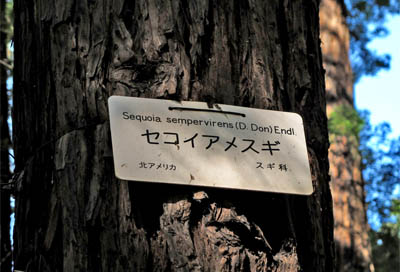 Sequoia sempervirens (D. Don) Endl.
セコイアメスギ
北アメリカ スギ科